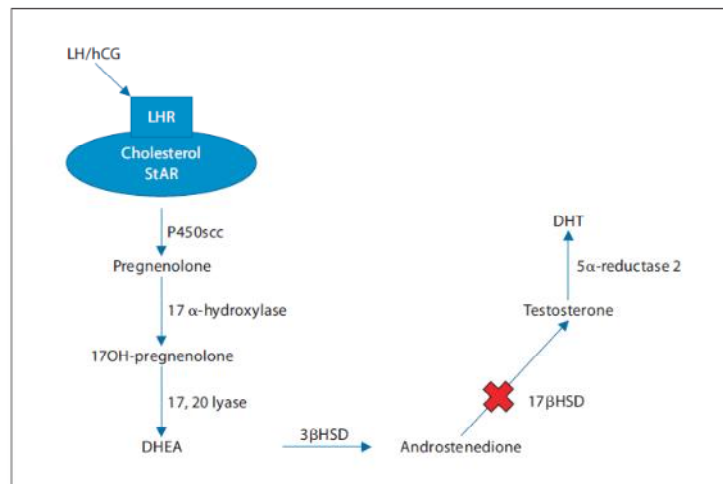 LH/hCG
LHR
Cholesterol
StAR
P450scc
Pregnenolone
17 α-hydroxylase
17OH-pregnenolone
17, 20 lyase
DHEA
3βHSD
Androstenedione
17βHSD
Testosterone
5α-reductase 2
DHT